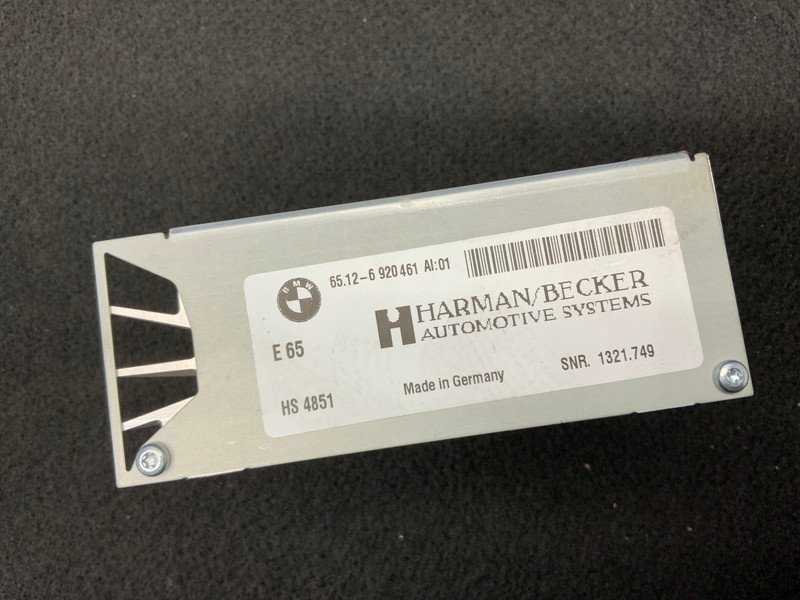 BMW
65.12-6 920 461 AI:01
HARMAN/BECKER
AUTOMOTIVE SYSTEMS
E 65
HS 4851
Made in Germany
SNR. 1321.749